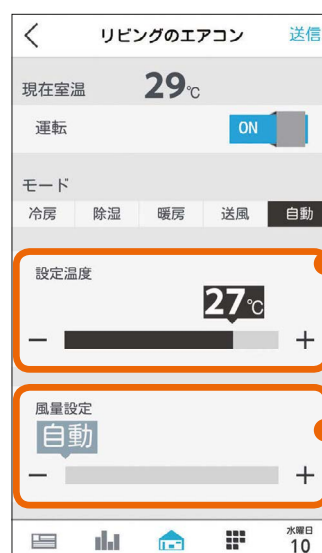 リビングのエアコン 送信
現在室温 29℃
運転 ON
モード
冷房 除湿 暖房 送風 自動
設定温度
27℃
− +
風量設定
自動
− +
水曜日
10